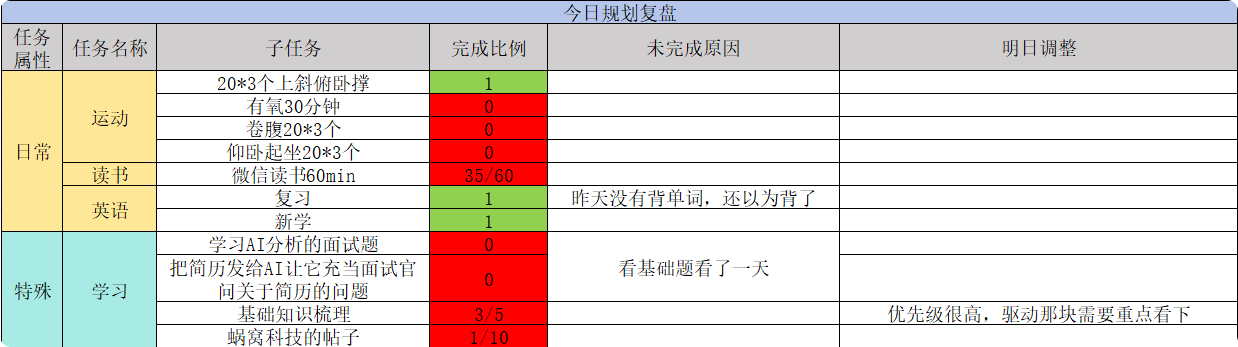 今日规划复盘
任务属性 任务名称 子任务 完成比例 未完成原因 明日调整
日常 运动 20*3个上斜俯卧撑 1
有氧30分钟 0
卷腹20*3个 0
仰卧起坐20*3个 0
读书 微信读书60min 35/60
英语 复习 1 昨天没有背单词，还以为背了
新学 1
特殊 学习 学习AI分析的面试题 0 看基础题看了一天
把简历发给AI让它充当面试官
问关于简历的问题 0
基础知识梳理 3/5 优先级很高，驱动那块需要重点看下
蜗窝科技的帖子 1/10